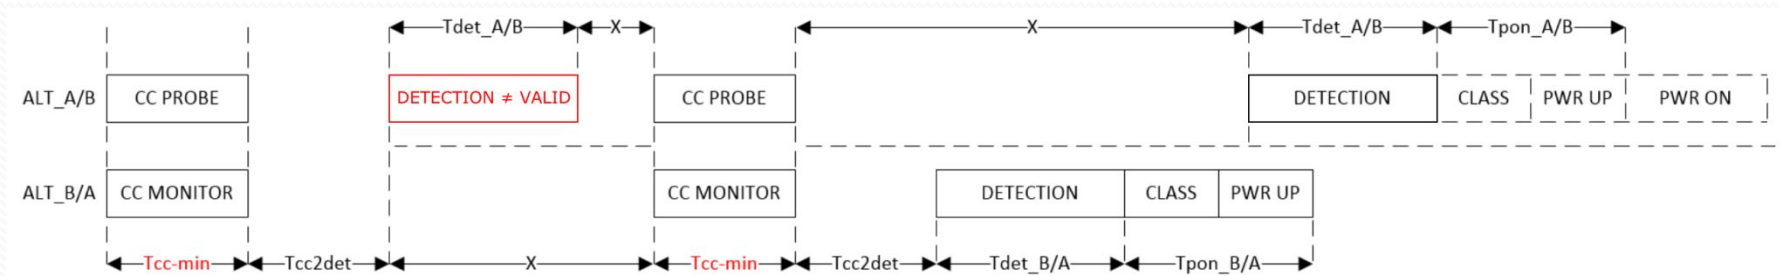 Tdet_A/B X X Tdet_A/B Tpon_A/B
ALT_A/B CC PROBE DETECTION ≠ VALID CC PROBE DETECTION CLASS PWR UP PWR ON
ALT_B/A CC MONITOR CC MONITOR DETECTION CLASS PWR UP
Tcc-min Tcc2det X Tcc-min Tcc2det Tdet_B/A Tpon_B/A